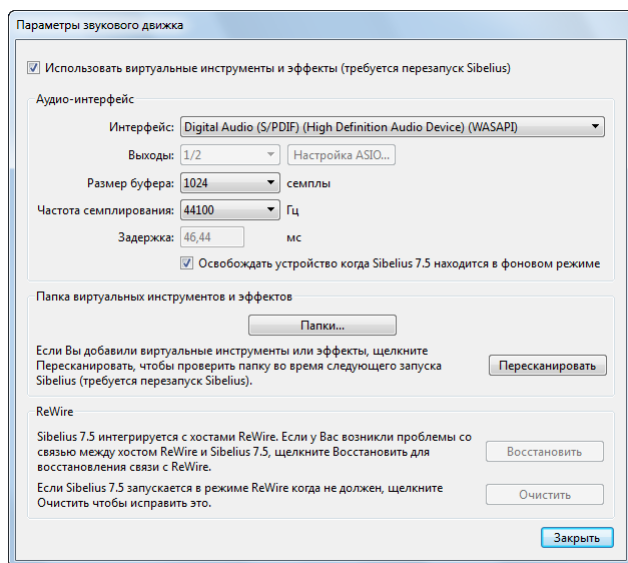 Параметры звукового движка
Использовать виртуальные инструменты и эффекты (требуется перезапуск Sibelius)
Аудио-интерфейс
Интерфейс: Digital Audio (S/PDIF) (High Definition Audio Device) (WASAPI)
Выходы: 1/2 Настройка ASIO...
Размер буфера: 1024 семплы
Частота семплирования: 44100 Гц
Задержка: 46,44 мс
Освобождать устройство когда Sibelius 7.5 находится в фоновом режиме
Папка виртуальных инструментов и эффектов
Папки...
Если Вы добавили виртуальные инструменты или эффекты, щелкните
Пересканировать, чтобы проверить папку во время следующего запуска
Sibelius (требуется перезапуск Sibelius).
Пересканировать
ReWire
Sibelius 7.5 интегрируется с хостами ReWire. Если у Вас возникли проблемы со
связью между хостом ReWire и Sibelius 7.5, щелкните Восстановить для
восстановления связи с ReWire.
Восстановить
Если Sibelius 7.5 запускается в режиме ReWire когда не должен, щелкните
Очистить чтобы исправить это.
Очистить
Закрыть